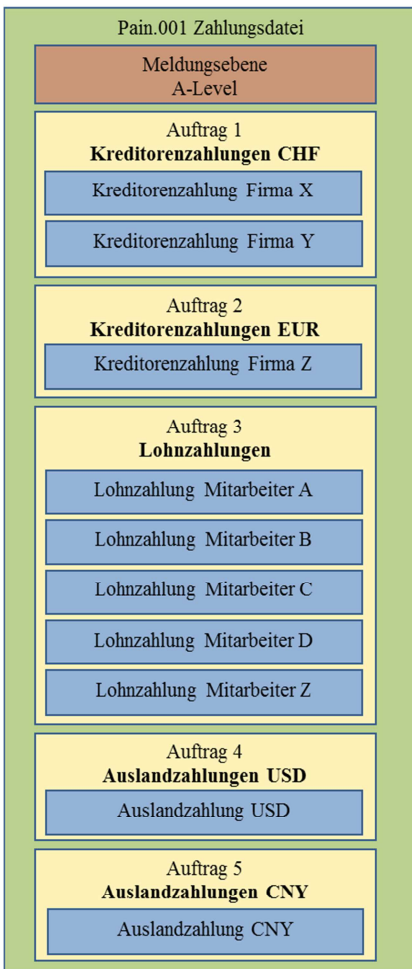 Pain.001 Zahlungsdatei
Meldungsebene
A-Level
Auftrag 1
Kreditorenzahlungen CHF
Kreditorenzahlung Firma X
Kreditorenzahlung Firma Y
Auftrag 2
Kreditorenzahlungen EUR
Kreditorenzahlung Firma Z
Auftrag 3
Lohnzahlungen
Lohnzahlung Mitarbeiter A
Lohnzahlung Mitarbeiter B
Lohnzahlung Mitarbeiter C
Lohnzahlung Mitarbeiter D
Lohnzahlung Mitarbeiter Z
Auftrag 4
Auslandzahlungen USD
Auslandzahlung USD
Auftrag 5
Auslandzahlungen CNY
Auslandzahlung CNY